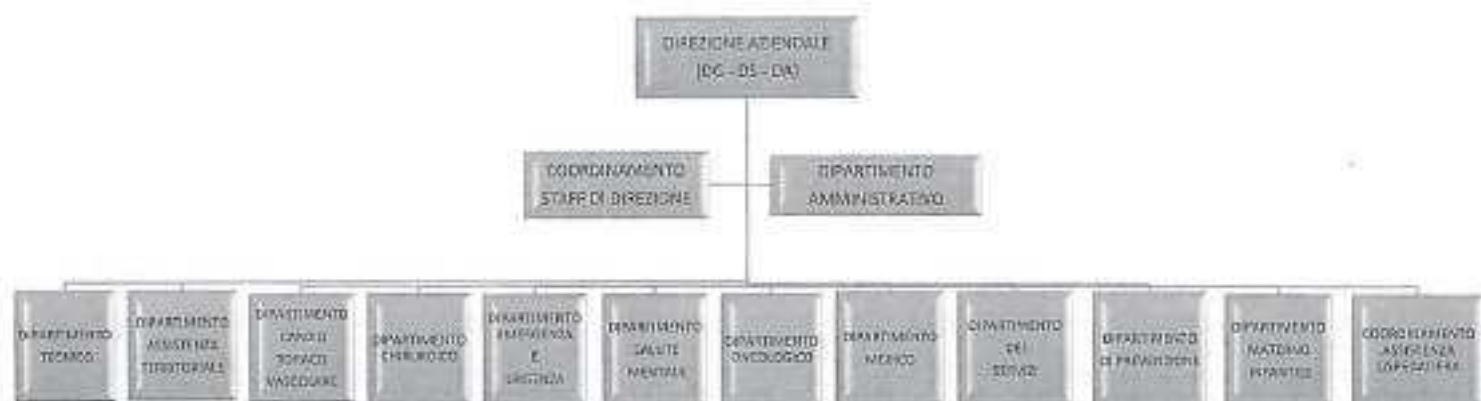 DIREZIONE AZIENDALE
(DG - DS - DA)
COORDINAMENTO
STAFF DI DIREZIONE
DIPARTIMENTO
AMMINISTRATIVO
DIPARTIMENTO
TECNICO
DIPARTIMENTO
ASSISTENZA
TERRITORIALE
DIPARTIMENTO
CARDIO
TORACO
VASCOLARE
DIPARTIMENTO
CHIRURGICO
DIPARTIMENTO
EMERGENZA
E
URGENZA
DIPARTIMENTO
SALUTE
MENTALE
DIPARTIMENTO
ONCOLOGICO
DIPARTIMENTO
MEDICO
DIPARTIMENTO
DEI
SERVIZI
DIPARTIMENTO
DI PREVENZIONE
DIPARTIMENTO
MATERNO
INFANTILE
COORDINAMENTO
ASSISTENZA
OSPEDALIERA